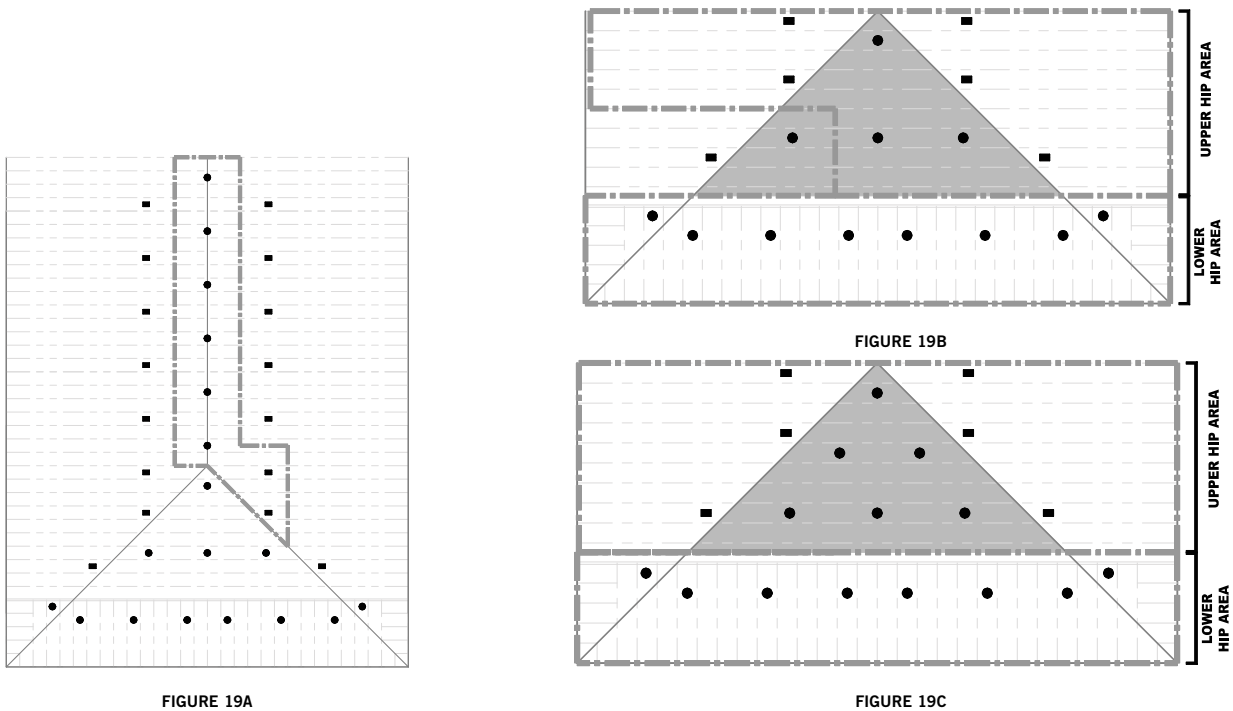 UPPER HIP AREA
LOWER
HIP AREA
FIGURE 19B
UPPER HIP AREA
LOWER
HIP AREA
FIGURE 19A
FIGURE 19C